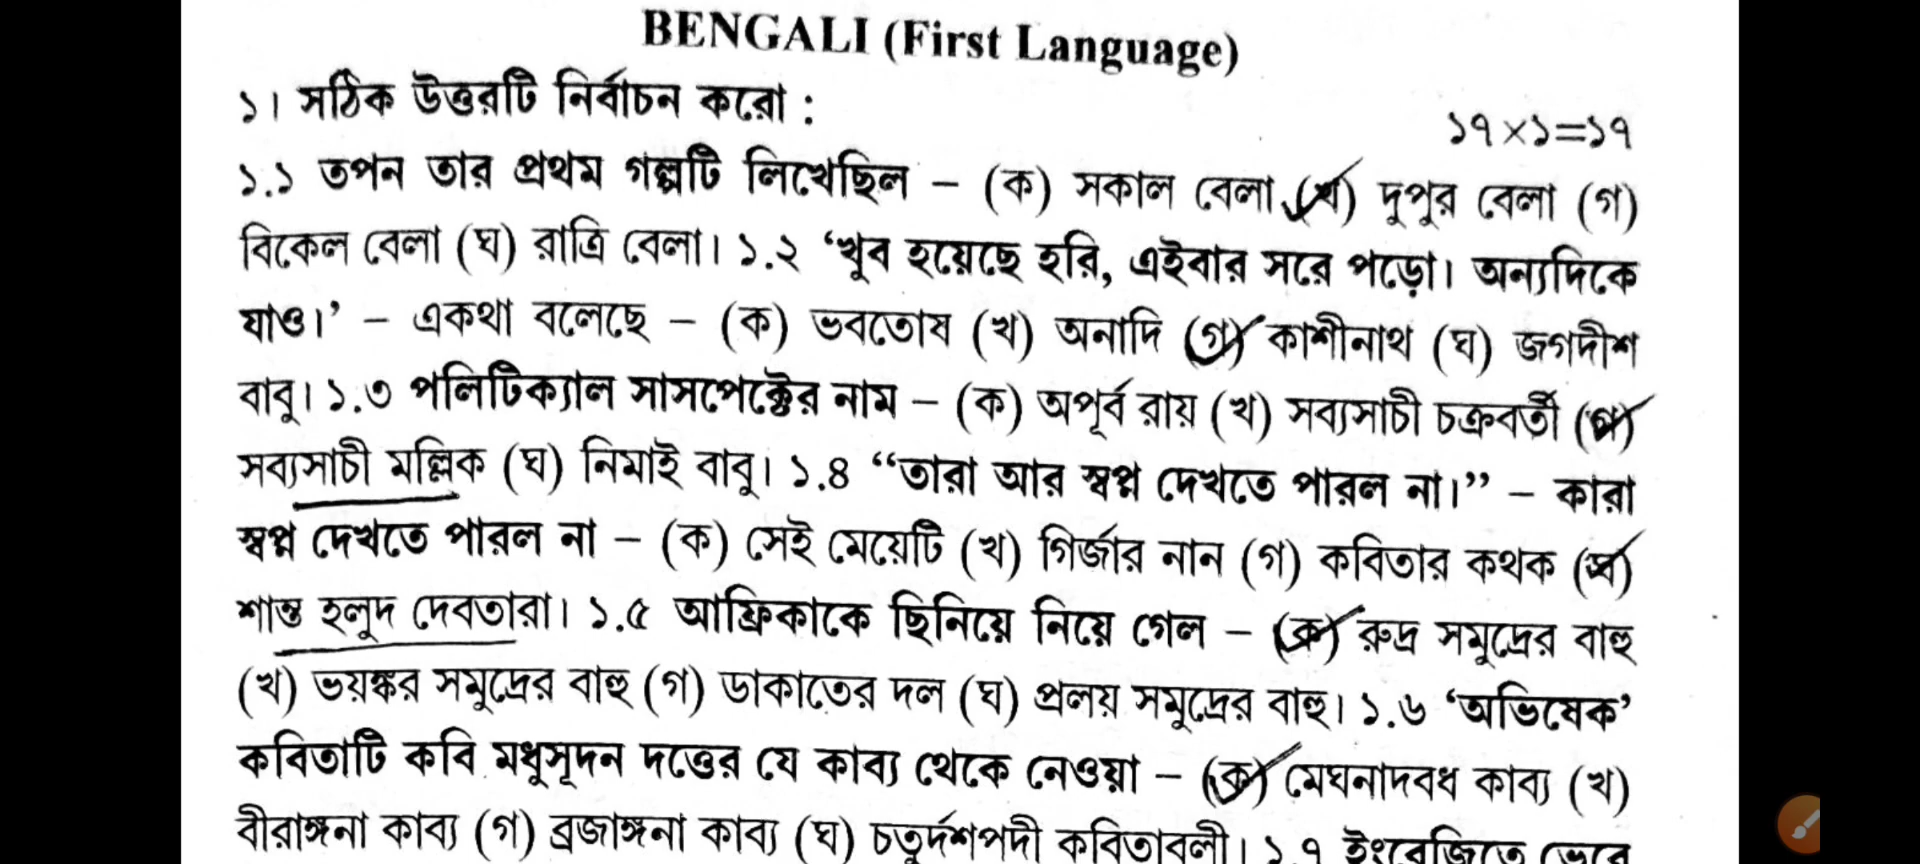 BENGALI (First Language)
১। সঠিক উত্তরটি নির্বাচন করো :
১৭×১=১৭
১.১ তপন তার প্রথম গল্পটি লিখেছিল – (ক) সকাল বেলা (খ) দুপুর বেলা (গ)
বিকেল বেলা (ঘ) রাত্রি বেলা। ১.২ ‘খুব হয়েছে হরি, এইবার সরে পড়ো। অন্যদিকে
যাও।’ – একথা বলেছে – (ক) ভবতোষ (খ) অনাদি (গ) কাশীনাথ (ঘ) জগদীশ
বাবু। ১.৩ পলিটিক্যাল সাসপেক্টের নাম – (ক) অপূর্ব রায় (খ) সব্যসাচী চক্রবর্তী (গ)
সব্যসাচী মল্লিক (ঘ) নিমাই বাবু। ১.৪ “তারা আর স্বপ্ন দেখতে পারল না।” – কারা
স্বপ্ন দেখতে পারল না – (ক) সেই মেয়েটি (খ) গির্জার নান (গ) কবিতার কথক (ঘ)
শান্ত হলুদ দেবতারা। ১.৫ আফ্রিকাকে ছিনিয়ে নিয়ে গেল – (ক) রুদ্র সমুদ্রের বাহু
(খ) ভয়ঙ্কর সমুদ্রের বাহু (গ) ডাকাতের দল (ঘ) প্রলয় সমুদ্রের বাহু। ১.৬ ‘অভিষেক’
কবিতাটি কবি মধুসূদন দত্তের যে কাব্য থেকে নেওয়া – (ক) মেঘনাদবধ কাব্য (খ)
বীরাঙ্গনা কাব্য (গ) ব্রজাঙ্গনা কাব্য (ঘ) চতুর্দশপদী কবিতাবলী। ১.৭ ইংরেজিতে ভেবে